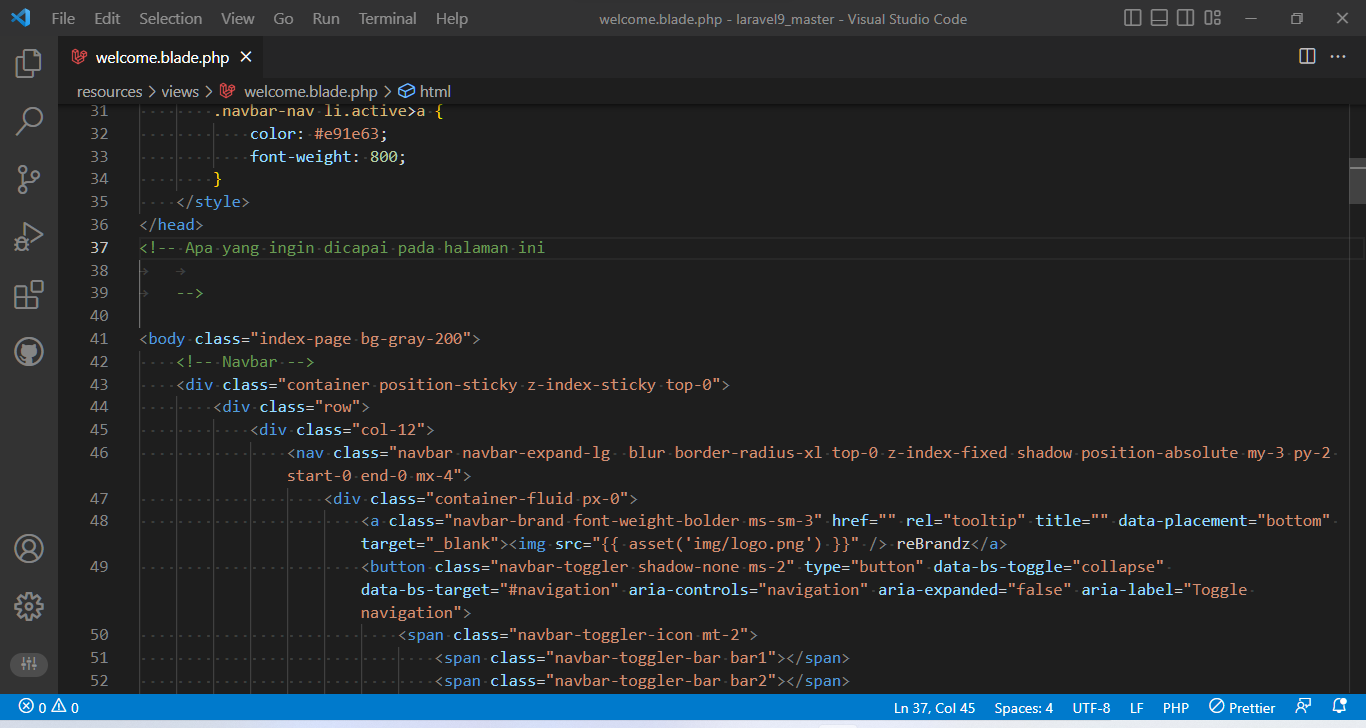 File Edit Selection View Go Run Terminal Help welcome.blade.php - laravel9_master - Visual Studio Code
welcome.blade.php
resources > views > welcome.blade.php > html
31 .navbar-nav li.active>a {
32 color: #e91e63;
33 font-weight: 800;
34 }
35 </style>
36 </head>
37 <!-- Apa yang ingin dicapai pada halaman ini
38
39 -->
40
41 <body class="index-page bg-gray-200">
42 <!-- Navbar -->
43 <div class="container position-sticky z-index-sticky top-0">
44 <div class="row">
45 <div class="col-12">
46 <nav class="navbar navbar-expand-lg  blur border-radius-xl top-0 z-index-fixed shadow position-absolute my-3 py-2
start-0 end-0 mx-4">
47 <div class="container-fluid px-0">
48 <a class="navbar-brand font-weight-bolder ms-sm-3" href="" rel="tooltip" title="" data-placement="bottom"
target="_blank"><img src="{{ asset('img/logo.png') }}" /> reBrandz</a>
49 <button class="navbar-toggler shadow-none ms-2" type="button" data-bs-toggle="collapse"
data-bs-target="#navigation" aria-controls="navigation" aria-expanded="false" aria-label="Toggle
navigation">
50 <span class="navbar-toggler-icon mt-2">
51 <span class="navbar-toggler-bar bar1"></span>
52 <span class="navbar-toggler-bar bar2"></span>
0 0 Ln 37, Col 45 Spaces: 4 UTF-8 LF PHP Prettier